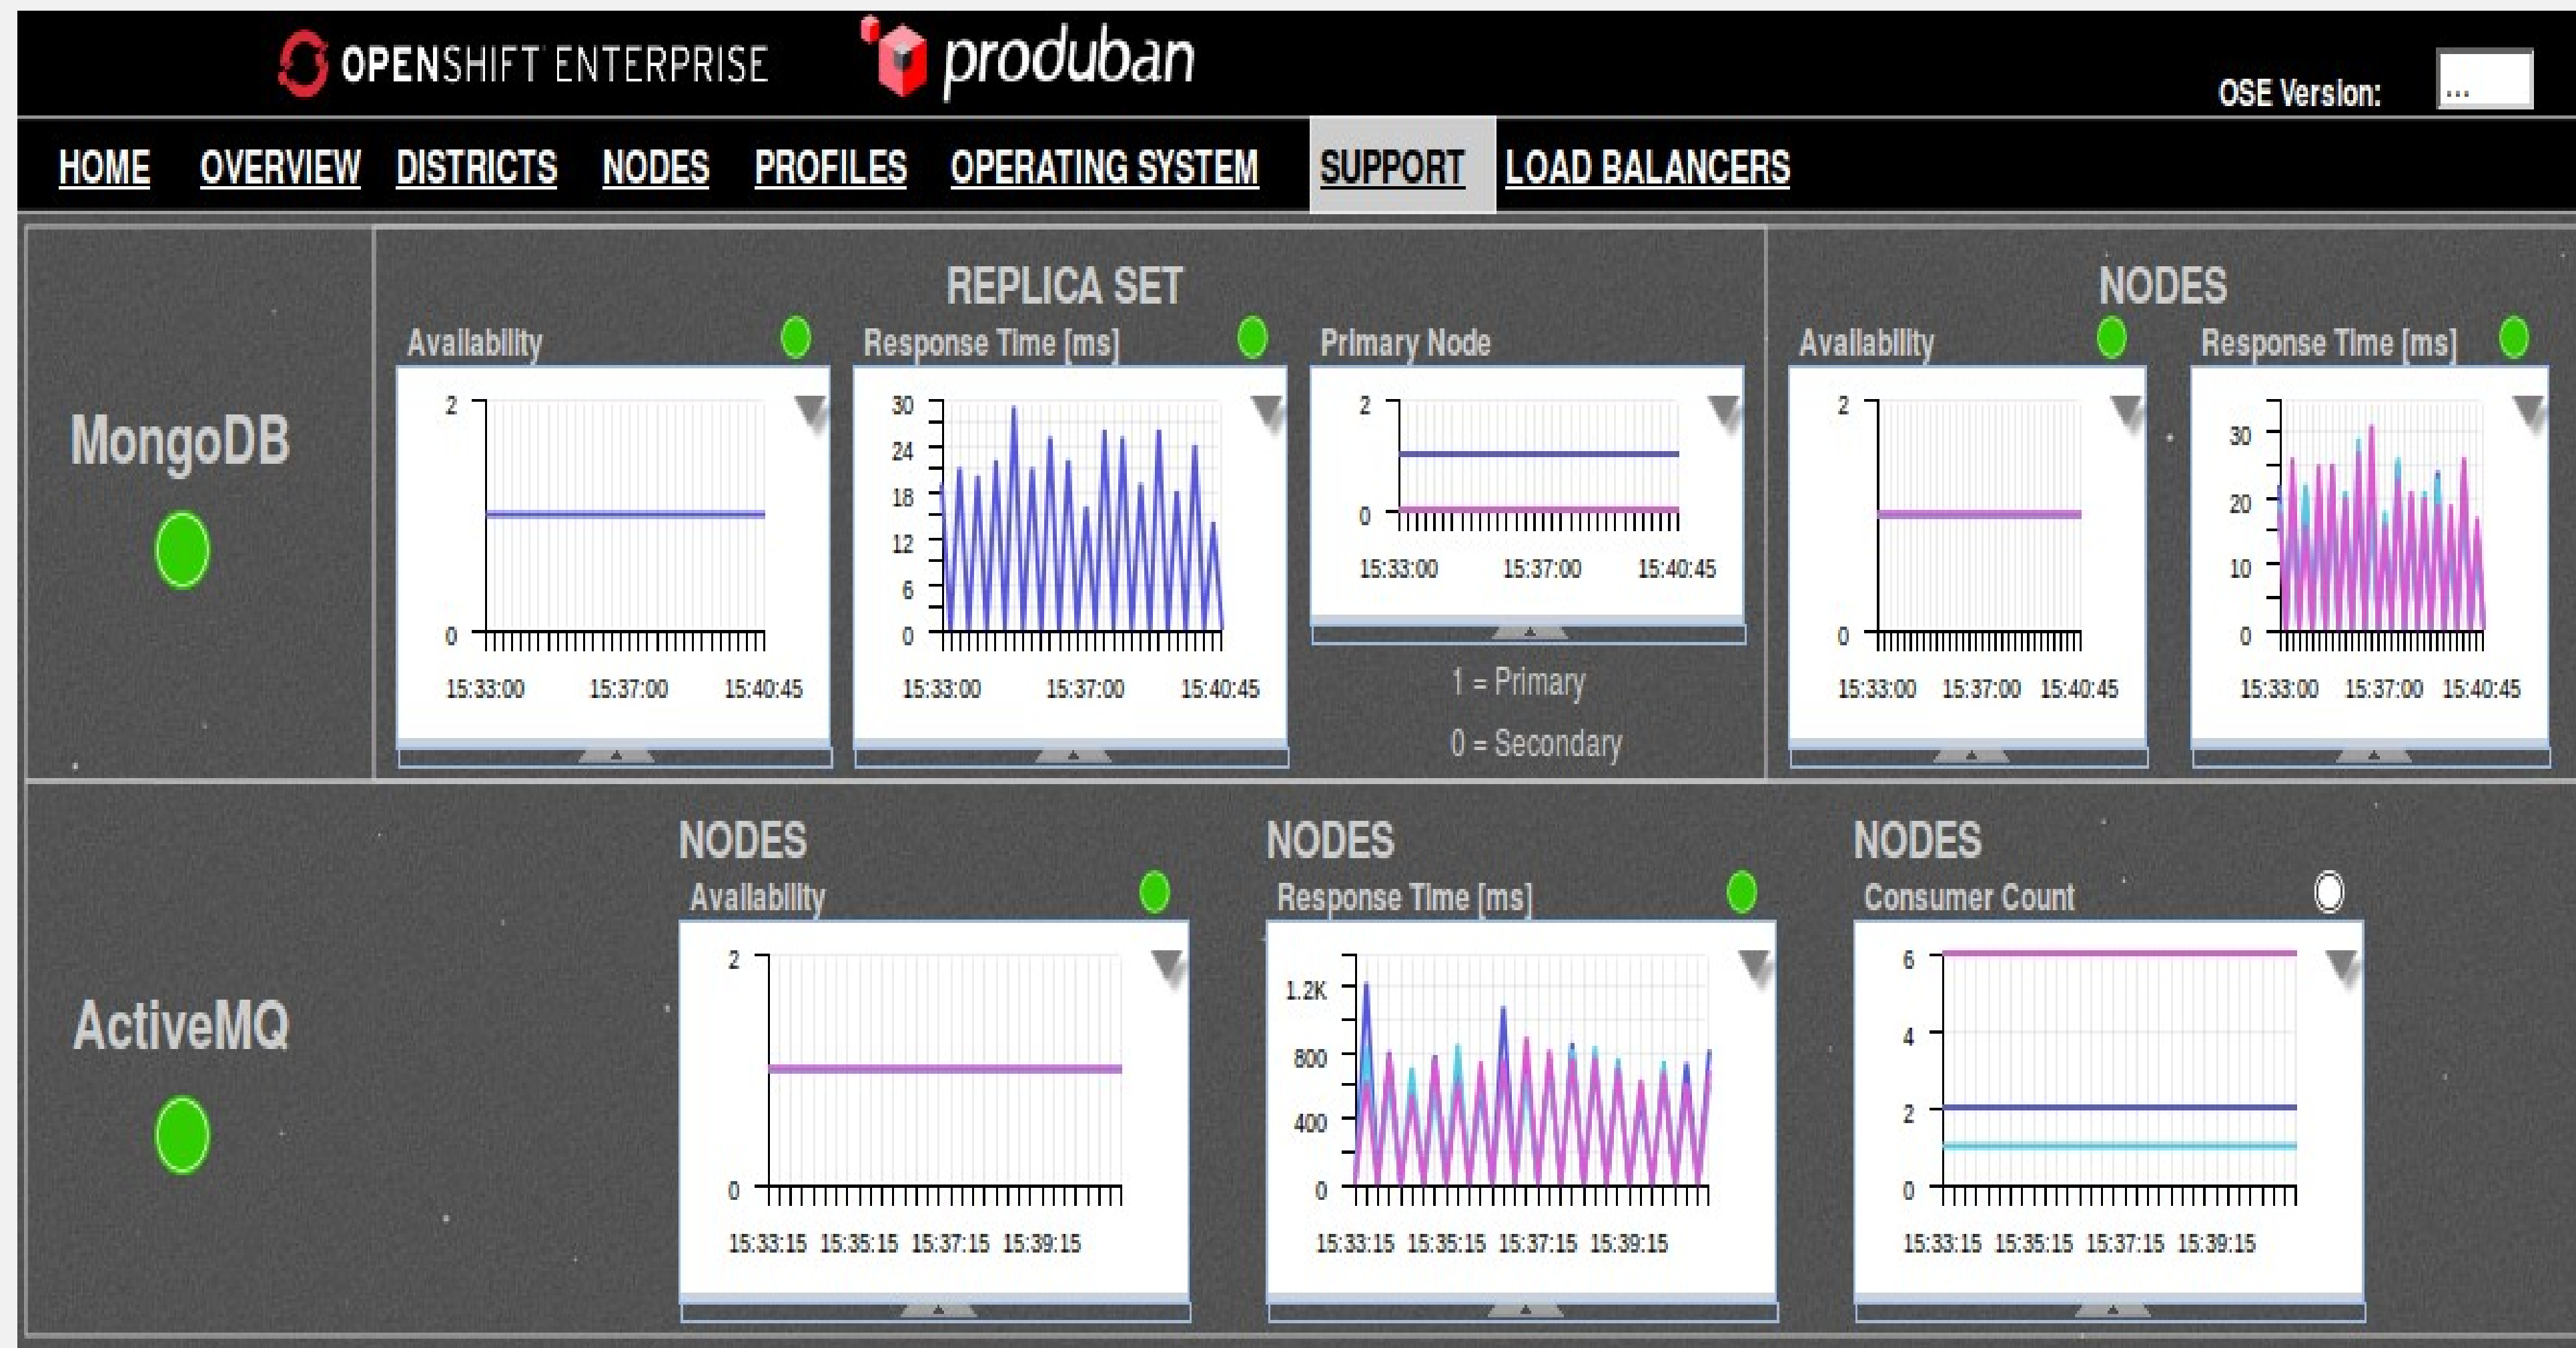 OPENSHIFT ENTERPRISE
produban
OSE Version:
...
HOME OVERVIEW DISTRICTS NODES PROFILES OPERATING SYSTEM SUPPORT LOAD BALANCERS
MongoDB
REPLICA SET
Availability
2
0
15:33:00 15:37:00 15:40:45
Response Time [ms]
30
24
18
12
6
0
15:33:00 15:37:00 15:40:45
Primary Node
2
0
15:33:00 15:37:00 15:40:45
1 = Primary
0 = Secondary
NODES
Availability
2
0
15:33:00 15:37:00 15:40:45
Response Time [ms]
30
20
10
0
15:33:00 15:37:00 15:40:45
ActiveMQ
NODES
Availability
2
0
15:33:15 15:35:15 15:37:15 15:39:15
NODES
Response Time [ms]
1.2K
800
400
0
15:33:15 15:35:15 15:37:15 15:39:15
NODES
Consumer Count
6
4
2
0
15:33:15 15:35:15 15:37:15 15:39:15